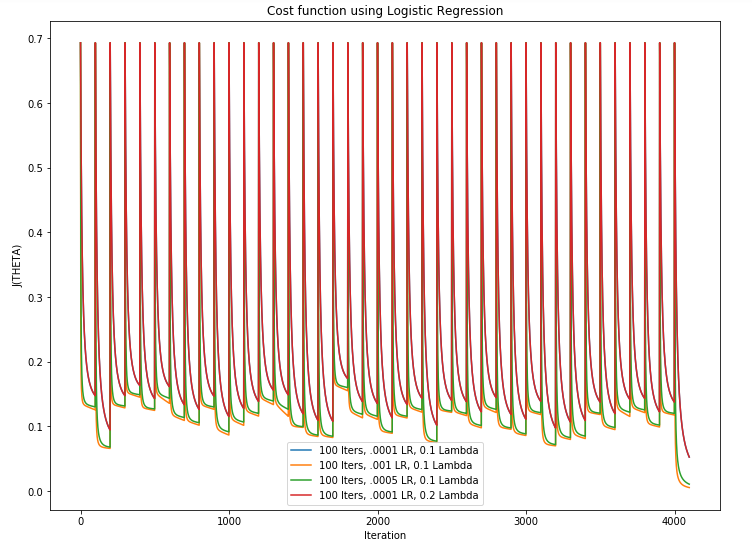 Cost function using Logistic Regression
J(THETA)
0.7
0.6
0.5
0.4
0.3
0.2
0.1
0.0
100 Iters, .0001 LR, 0.1 Lambda
100 Iters, .001 LR, 0.1 Lambda
100 Iters, .0005 LR, 0.1 Lambda
100 Iters, .0001 LR, 0.2 Lambda
0 1000 2000 3000 4000
Iteration